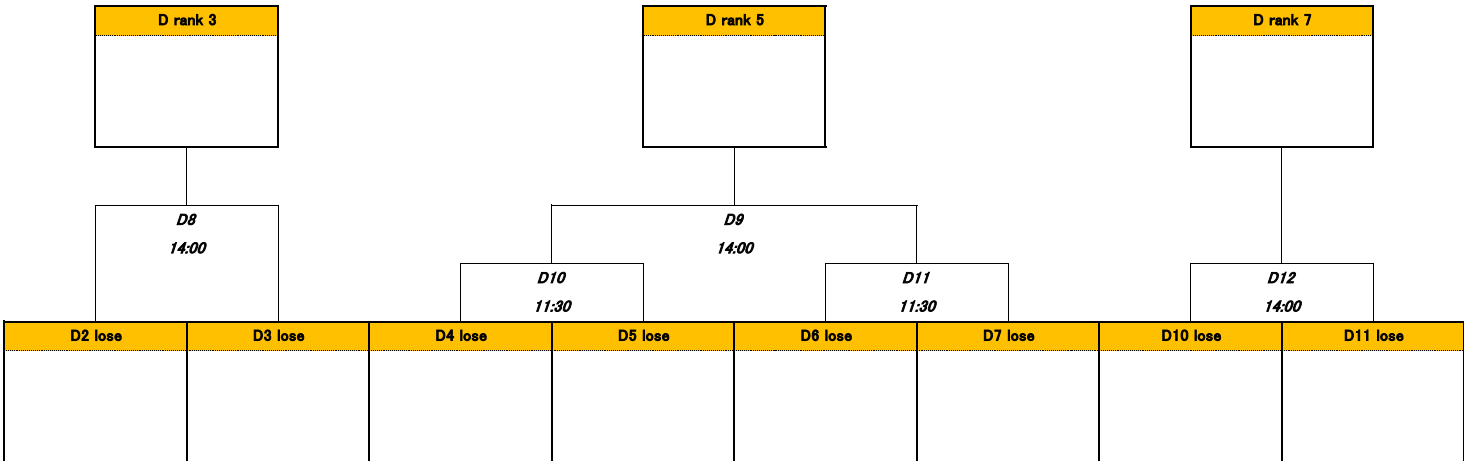 D rank 3
D rank 5
D rank 7
D8
D9
14:00
14:00
D10
D11
D12
11:30
11:30
14:00
D2 lose
D3 lose
D4 lose
D5 lose
D6 lose
D7 lose
D10 lose
D11 lose